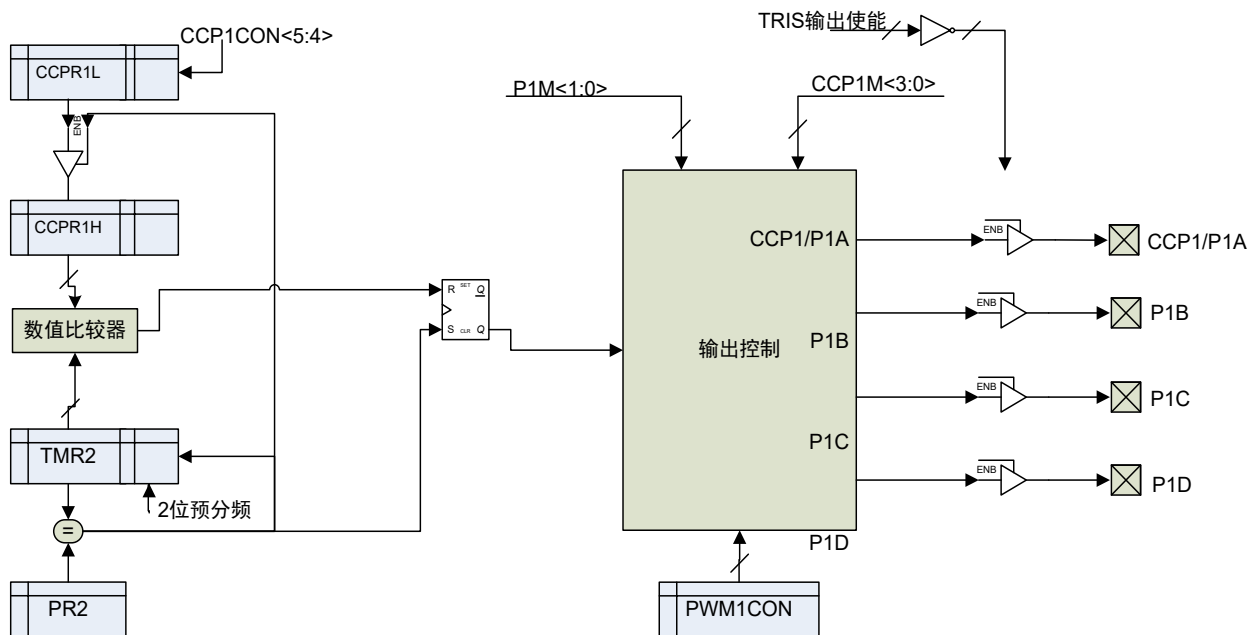 TRIS输出使能
CCP1CON<5:4>
CCPR1L
P1M<1:0>
CCP1M<3:0>
ENB
CCPR1H
CCP1/P1A
ENB
CCP1/P1A
R
SET
Q
S
CLR
Q
数值比较器
ENB
P1B
P1B
输出控制
ENB
P1C
P1C
TMR2
ENB
P1D
2位预分频
=
P1D
PR2
PWM1CON